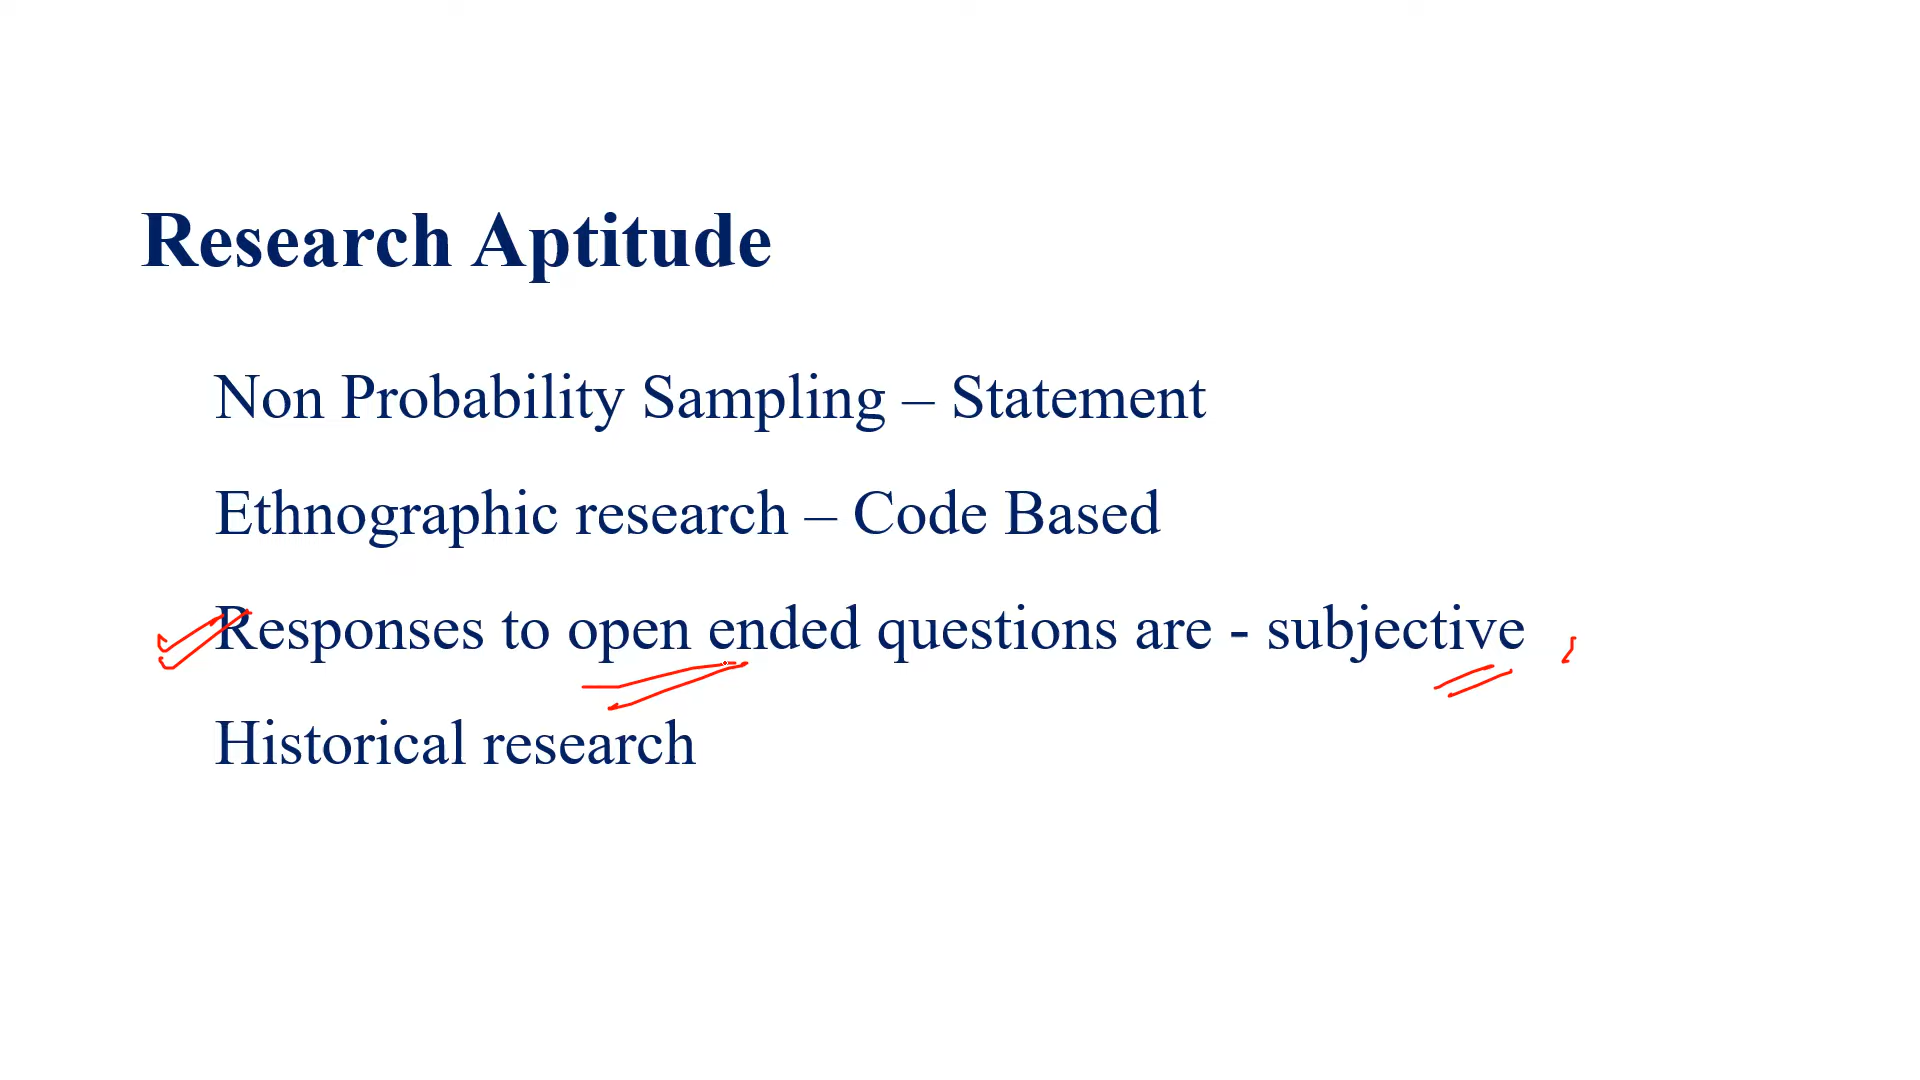 Research Aptitude
Non Probability Sampling – Statement
Ethnographic research – Code Based
Responses to open ended questions are - subjective ,
Historical research